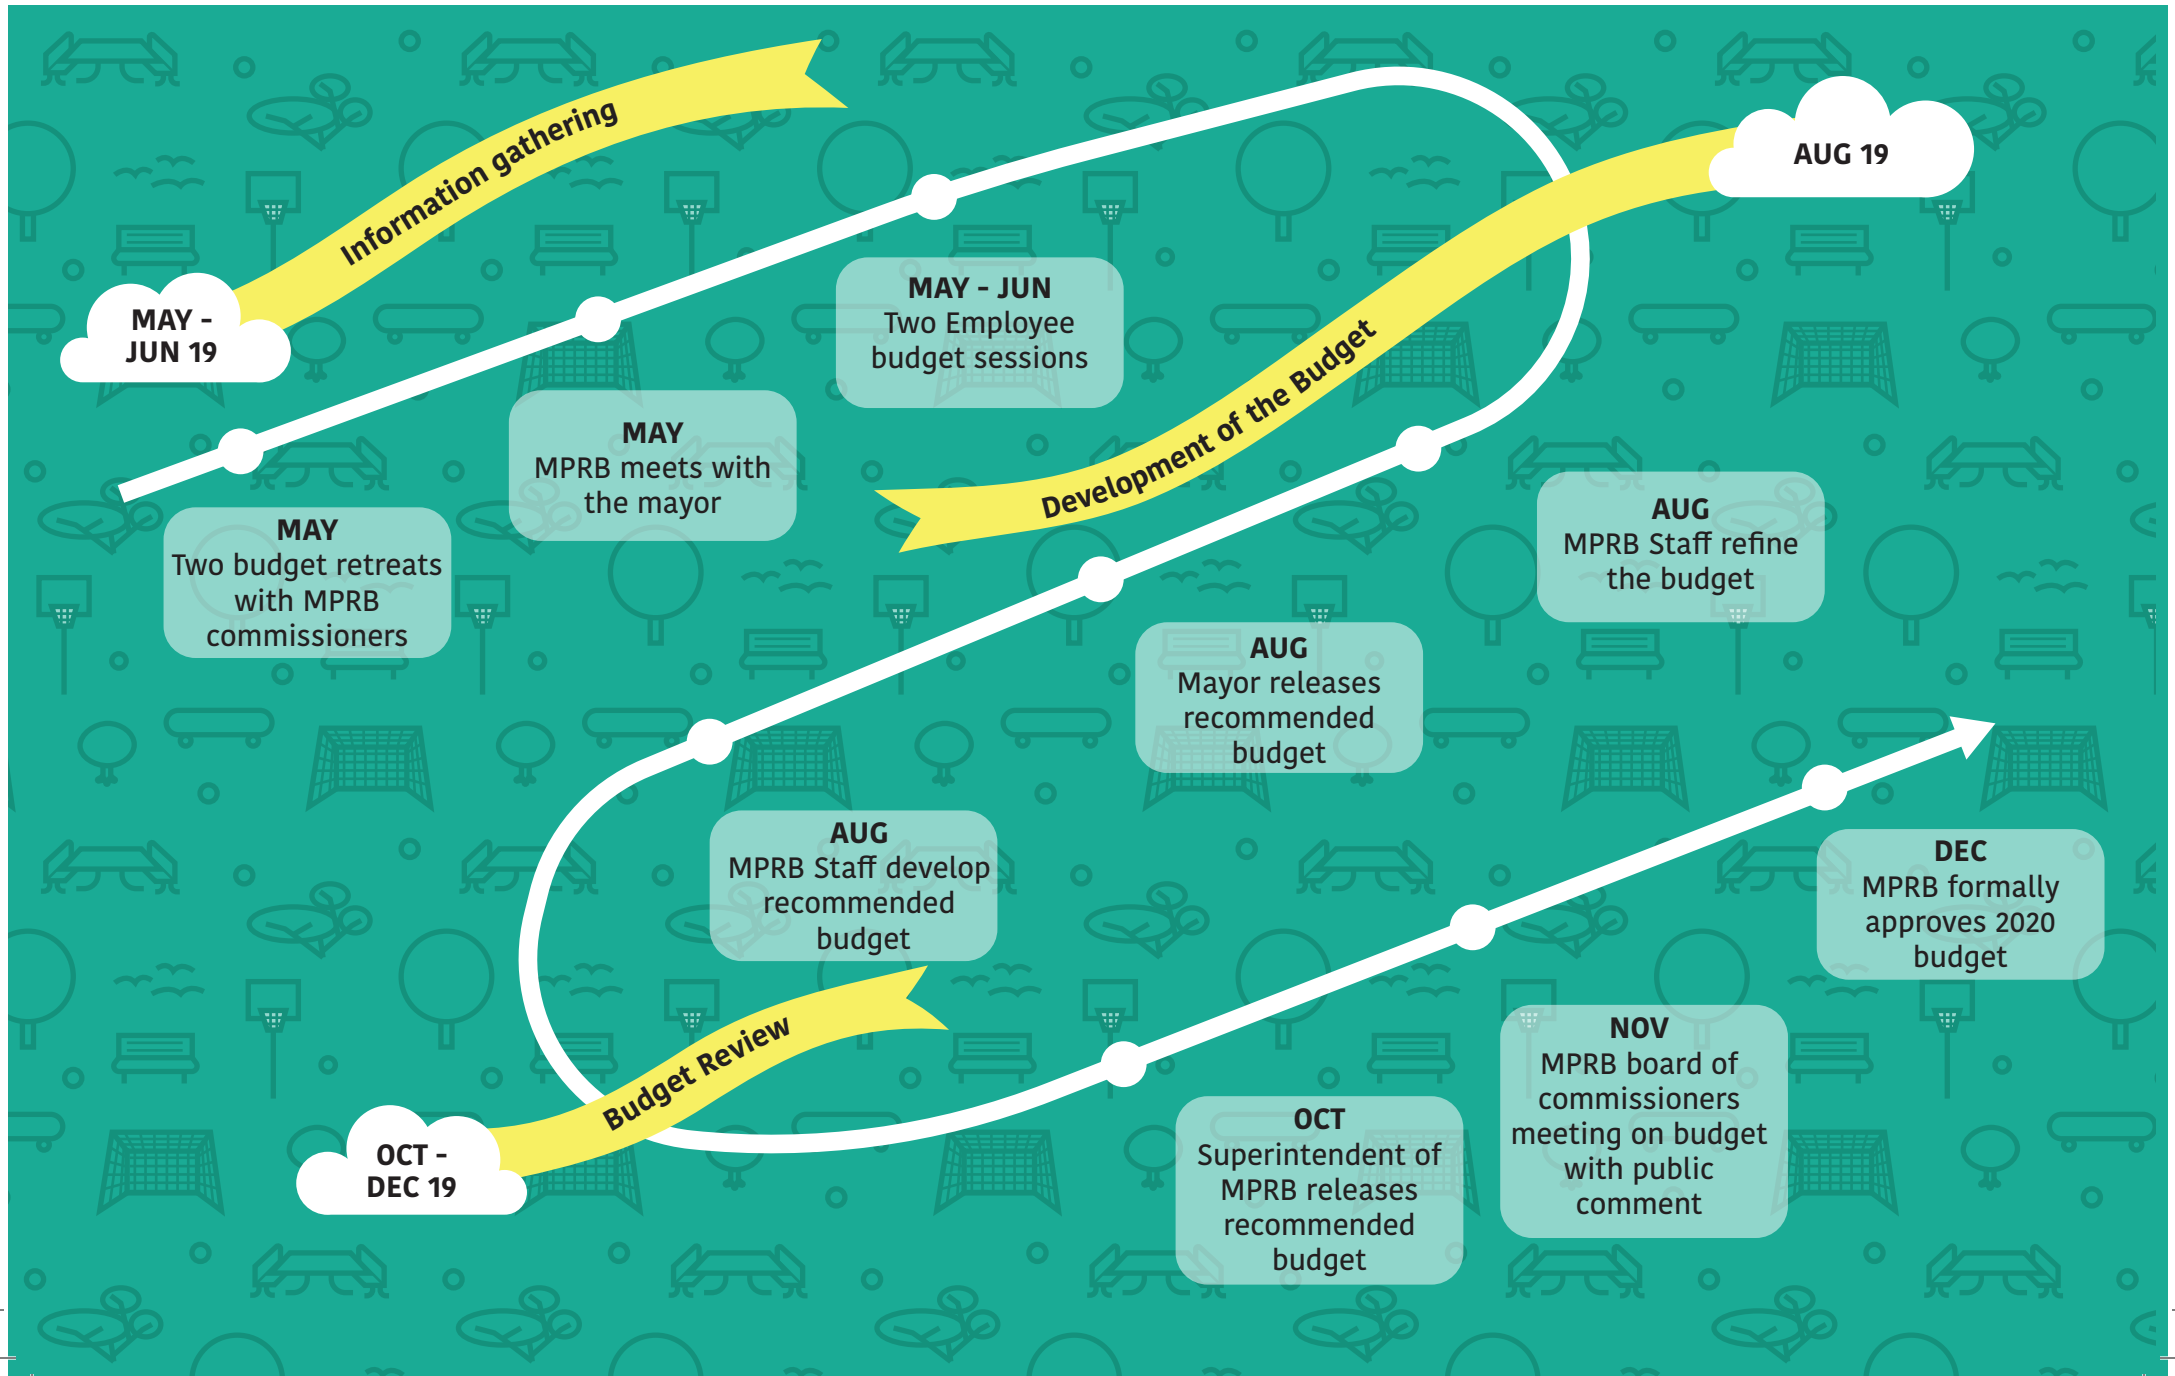 Information gathering
MAY -
JUN 19
MAY
Two budget retreats
with MPRB
commissioners
MAY
MPRB meets with
the mayor
MAY - JUN
Two Employee
budget sessions
AUG 19
Development of the Budget
AUG
MPRB Staff refine
the budget
AUG
Mayor releases
recommended
budget
AUG
MPRB Staff develop
recommended
budget
Budget Review
OCT -
DEC 19
OCT
Superintendent of
MPRB releases
recommended
budget
NOV
MPRB board of
commissioners
meeting on budget
with public
comment
DEC
MPRB formally
approves 2020
budget